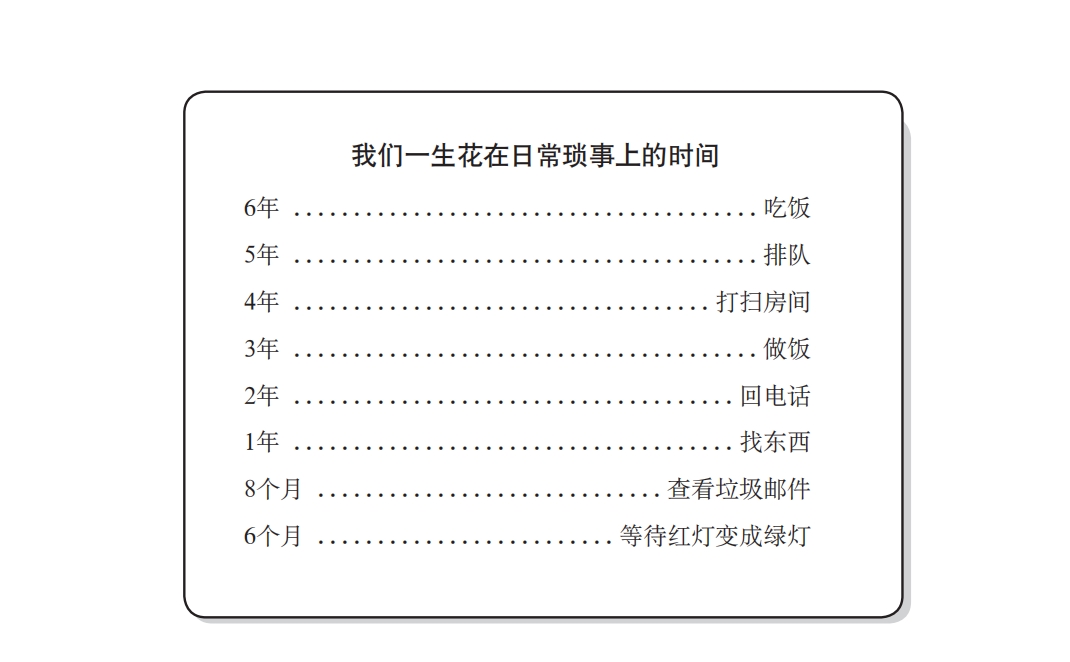 我们一生花在日常琐事上的时间
6年 ....................................... 吃饭
5年 ....................................... 排队
4年 ................................... 打扫房间
3年 ....................................... 做饭
2年 ..................................... 回电话
1年 ..................................... 找东西
8个月 ............................. 查看垃圾邮件
6个月 ......................... 等待红灯变成绿灯